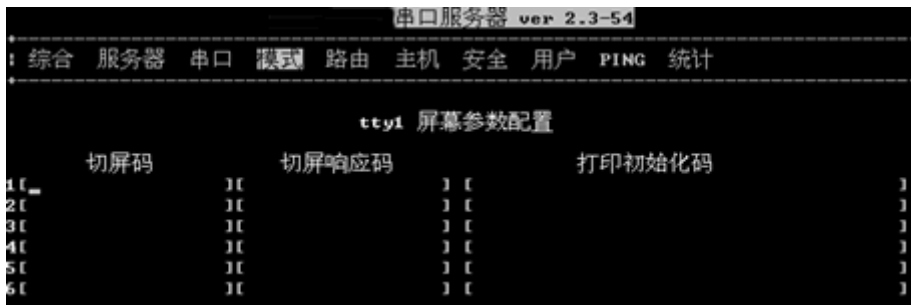 串口服务器 ver 2.3-54
综合 服务器 串口 模式 路由 主机 安全 用户 PING 统计
tty1 屏幕参数配置
切屏码 切屏响应码 打印初始化码
1[_ ][ ] [ ]
2[ ][ ] [ ]
3[ ][ ] [ ]
4[ ][ ] [ ]
5[ ][ ] [ ]
6[ ][ ] [ ]